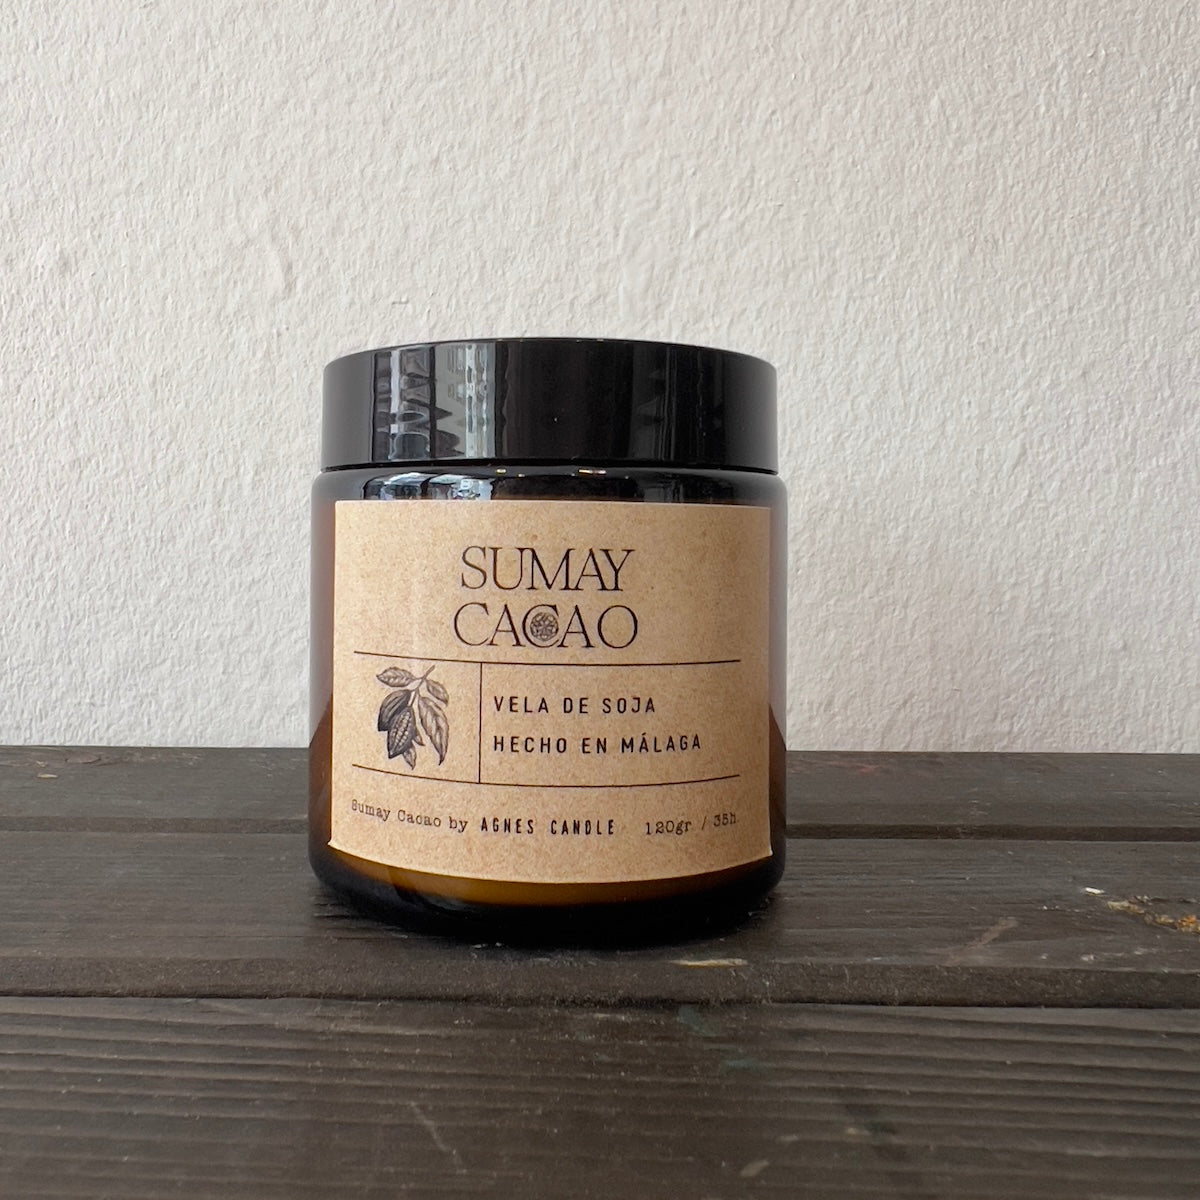 SUMAY
CACAO
VELA DE SOJA
HECHO EN MÁLAGA
Sumay Cacao by AGNES CANDLE 120gr / 35h.